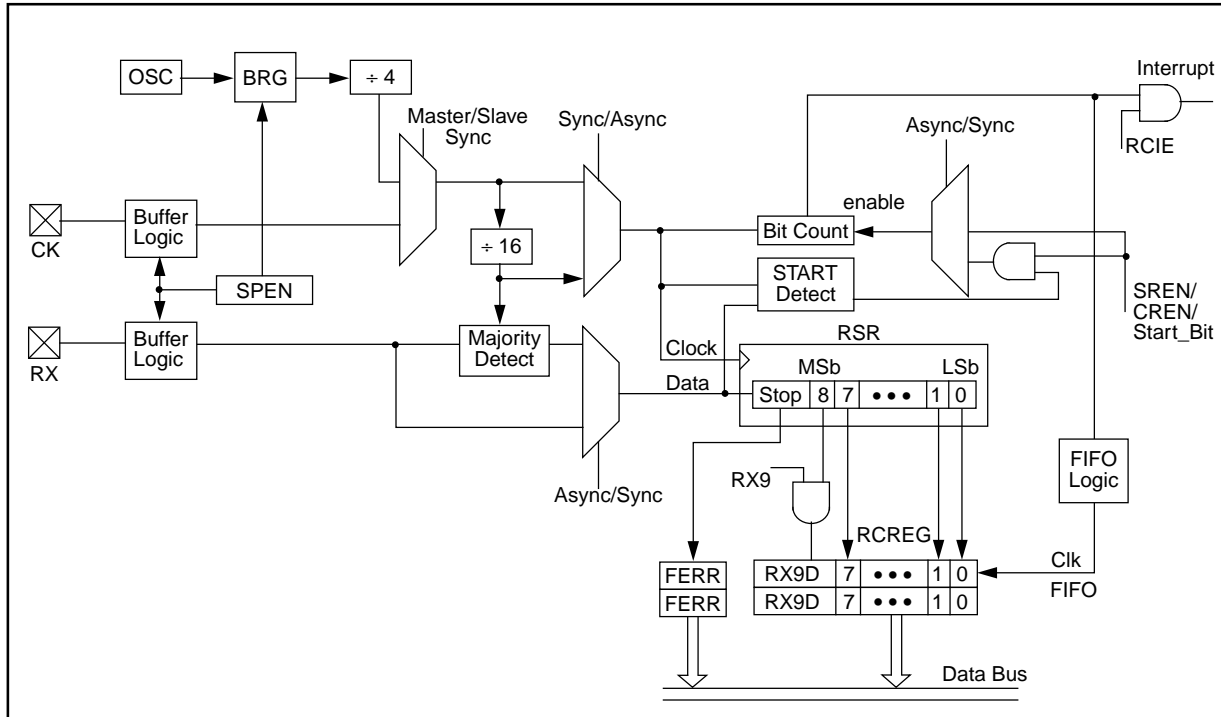 OSC
BRG
÷ 4
Interrupt
Master/Slave
Sync
Sync/Async
Async/Sync
RCIE
Buffer
Logic
CK
enable
Bit Count
÷ 16
START
Detect
SPEN
SREN/
CREN/
Start_Bit
Buffer
Logic
RX
Majority
Detect
Clock
RSR
MSb
LSb
Data
Stop 8 7 ••• 1 0
FIFO
Logic
Async/Sync
RX9
RCREG
Clk
FIFO
FERR
RX9D 7 ••• 1 0
FERR
RX9D 7 ••• 1 0
Data Bus